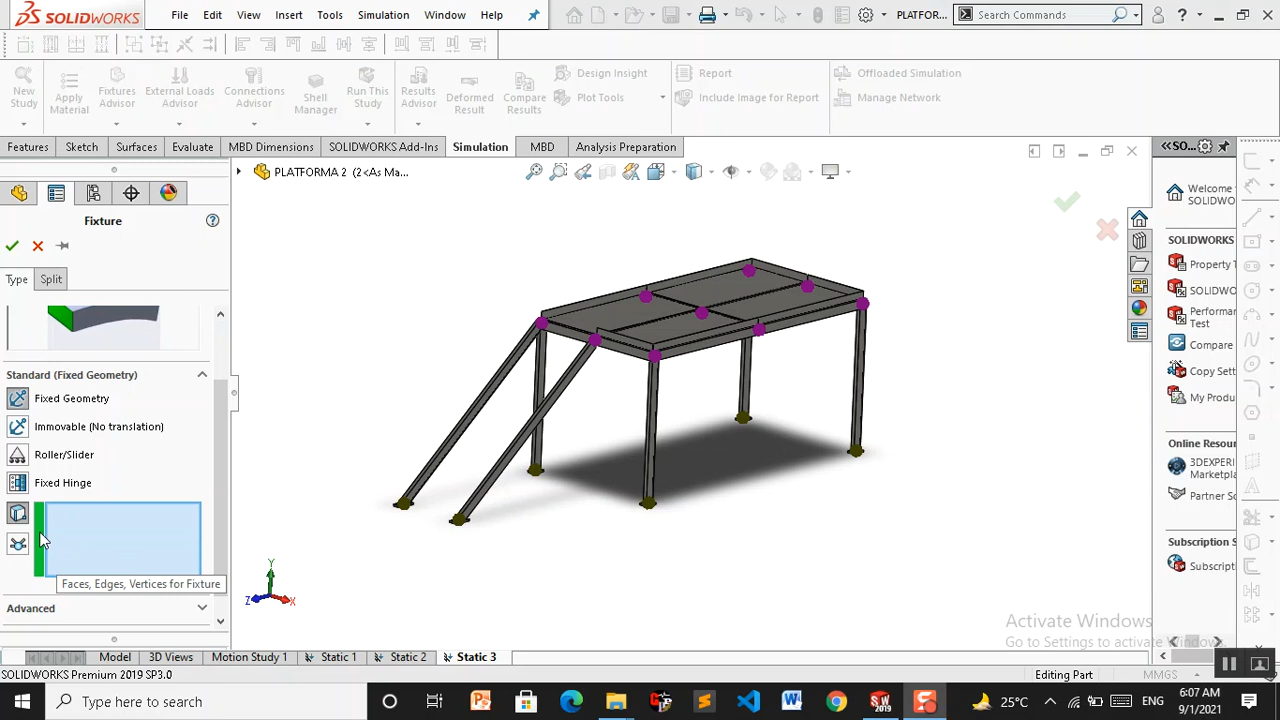 SOLIDWORKS File Edit View Insert Tools Simulation Window Help PLATFOR... Search Commands ?
New Study
Apply Material
Fixtures Advisor
External Loads Advisor
Connections Advisor
Shell Manager
Run This Study
Results Advisor
Deformed Result
Compare Results
Design Insight
Plot Tools
Report
Include Image for Report
Offloaded Simulation
Manage Network
Features Sketch Surfaces Evaluate MBD Dimensions SOLIDWORKS Add-Ins Simulation MBD Analysis Preparation
<<SO...
PLATFORMA 2 (2<As Ma...
Fixture
Type Split
Standard (Fixed Geometry)
Fixed Geometry
Immovable (No translation)
Roller/Slider
Fixed Hinge
Faces, Edges, Vertices for Fixture
Advanced
Y
Z X
Welcome
SOLIDWO
SOLIDWORKS
Property T
SOLIDWOR
Performan
Test
Compare
Copy Sett
My Produ
Online Resour
3DEXPERI
Marketpla
Partner So
Subscription S
Subscripti
Activate Windows
Go to Settings to activate Windows.
Model 3D Views Motion Study 1 Static 1 Static 2 Static 3
SOLIDWORKS Premium 2019 SP3.0 Editing Part MMGS
Type here to search
25°C ENG 6:07 AM
9/1/2021